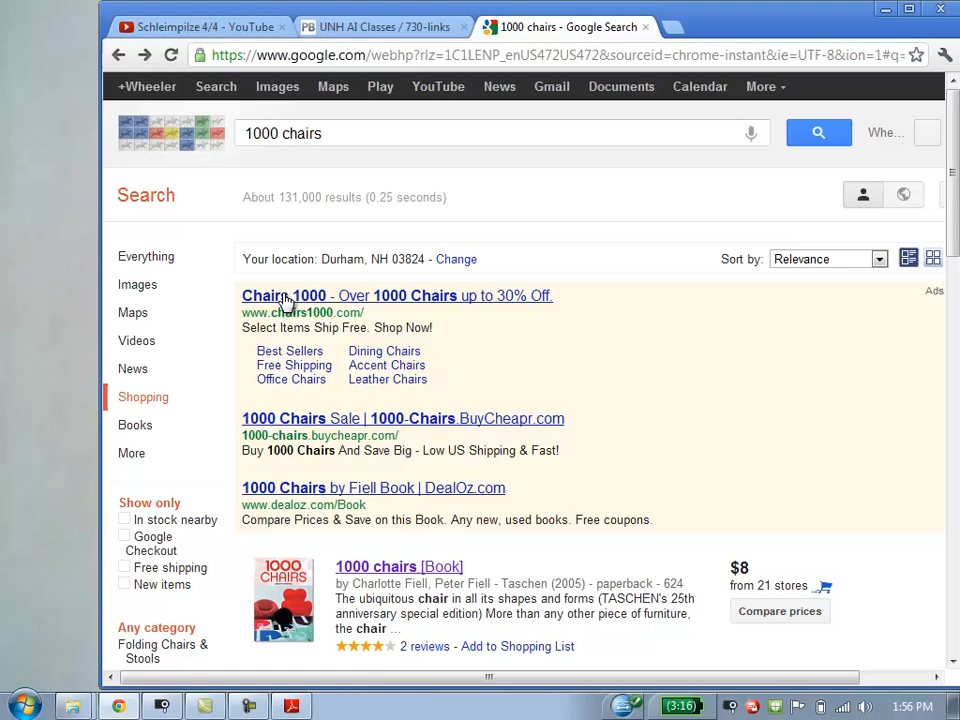 Schleimpilze 4/4 - YouTube
UNH AI Classes / 730-links
1000 chairs - Google Search
https://www.google.com/webhp?rlz=1C1LENP_enUS472US472&sourceid=chrome-instant&ie=UTF-8&ion=1#q=
+Wheeler Search Images Maps Play YouTube News Gmail Documents Calendar More
1000 chairs
Whe...
Search
About 131,000 results (0.25 seconds)
Everything
Images
Maps
Videos
News
Shopping
Books
More
Show only
In stock nearby
Google
Checkout
Free shipping
New items
Any category
Folding Chairs &
Stools
Your location: Durham, NH 03824 - Change
Sort by: Relevance
Ads
Chairs 1000 - Over 1000 Chairs up to 30% Off.
www.chairs1000.com/
Select Items Ship Free. Shop Now!
Best Sellers Dining Chairs
Free Shipping Accent Chairs
Office Chairs Leather Chairs
1000 Chairs Sale | 1000-Chairs.BuyCheapr.com
1000-chairs.buycheapr.com/
Buy 1000 Chairs And Save Big - Low US Shipping & Fast!
1000 Chairs by Fiell Book | DealOz.com
www.dealoz.com/Book
Compare Prices & Save on this Book. Any new, used books. Free coupons.
1000
CHAIRS
1000 chairs [Book]
by Charlotte Fiell, Peter Fiell - Taschen (2005) - paperback - 624
The ubiquitous chair in all its shapes and forms (TASCHEN's 25th
anniversary special edition) More than any other piece of furniture,
the chair ...
2 reviews - Add to Shopping List
$8
from 21 stores
Compare prices
(3:16)
1:56 PM